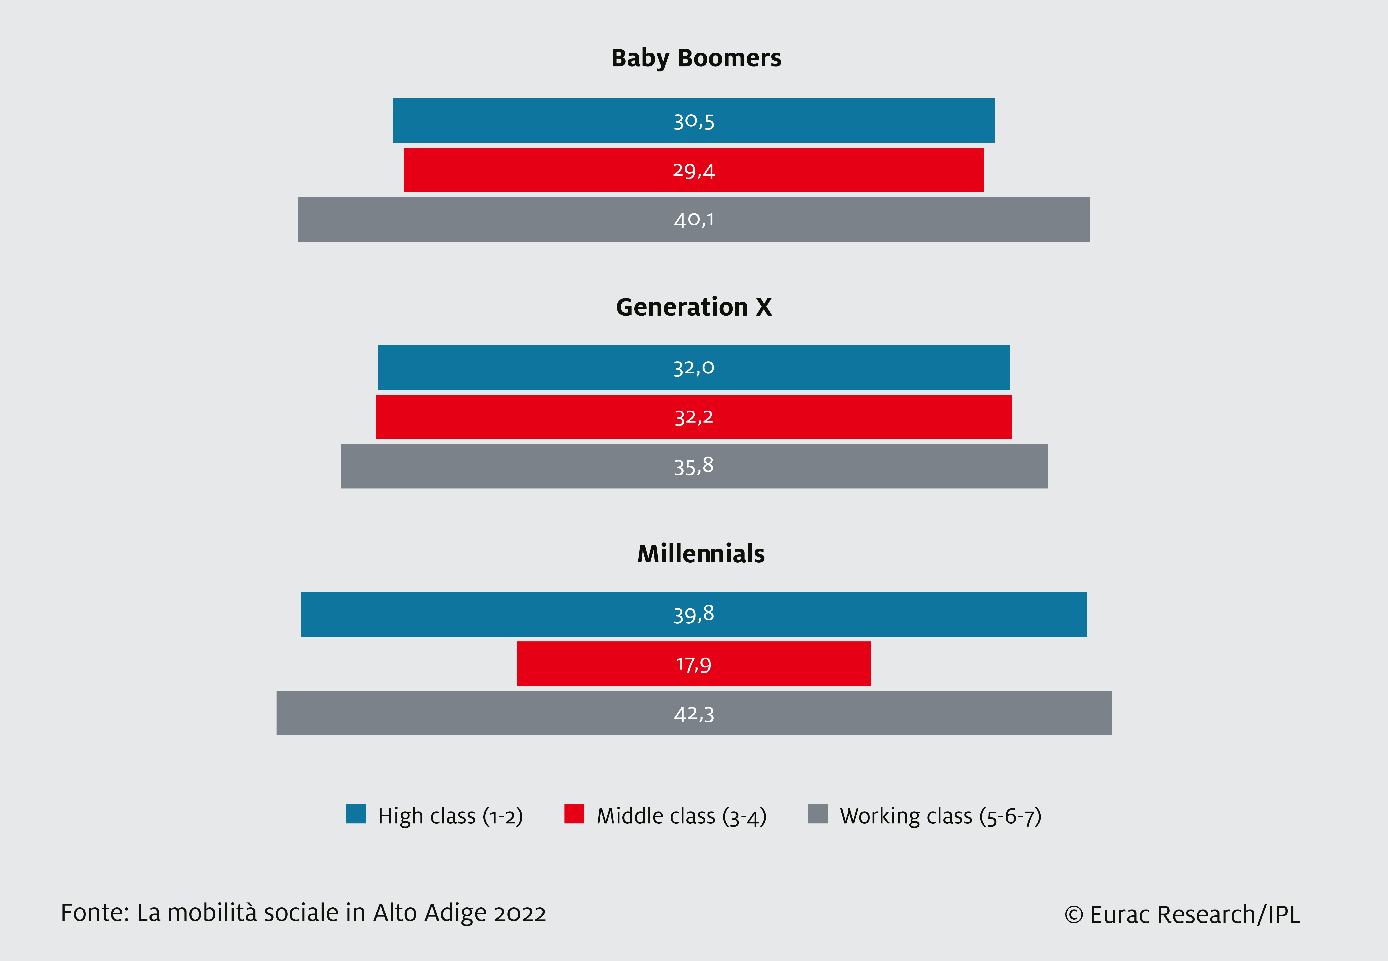 Baby Boomers
30,5
29,4
40,1
Generation X
32,0
32,2
35,8
Millennials
39,8
17,9
42,3
High class (1-2) Middle class (3-4) Working class (5-6-7)
Fonte: La mobilità sociale in Alto Adige 2022
© Eurac Research/IPL